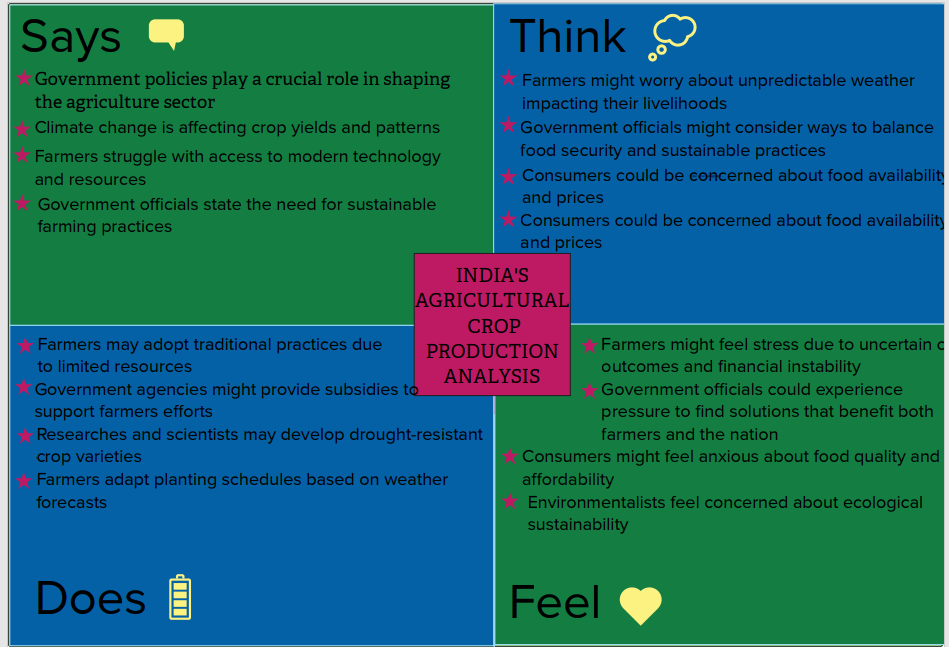 Says
Government policies play a crucial role in shaping
the agriculture sector
Climate change is affecting crop yields and patterns
Farmers struggle with access to modern technology
and resources
Government officials state the need for sustainable
farming practices
Think
Farmers might worry about unpredictable weather
impacting their livelihoods
Government officials might consider ways to balance
food security and sustainable practices
Consumers could be concerned about food availability
and prices
Consumers could be concerned about food availability
and prices
INDIA'S
AGRICULTURAL
CROP
PRODUCTION
ANALYSIS
Farmers may adopt traditional practices due
to limited resources
Government agencies might provide subsidies to
support farmers efforts
Researches and scientists may develop drought-resistant
crop varieties
Farmers adapt planting schedules based on weather
forecasts
Does
Farmers might feel stress due to uncertain
outcomes and financial instability
Government officials could experience
pressure to find solutions that benefit both
farmers and the nation
Consumers might feel anxious about food quality and
affordability
Environmentalists feel concerned about ecological
sustainability
Feel